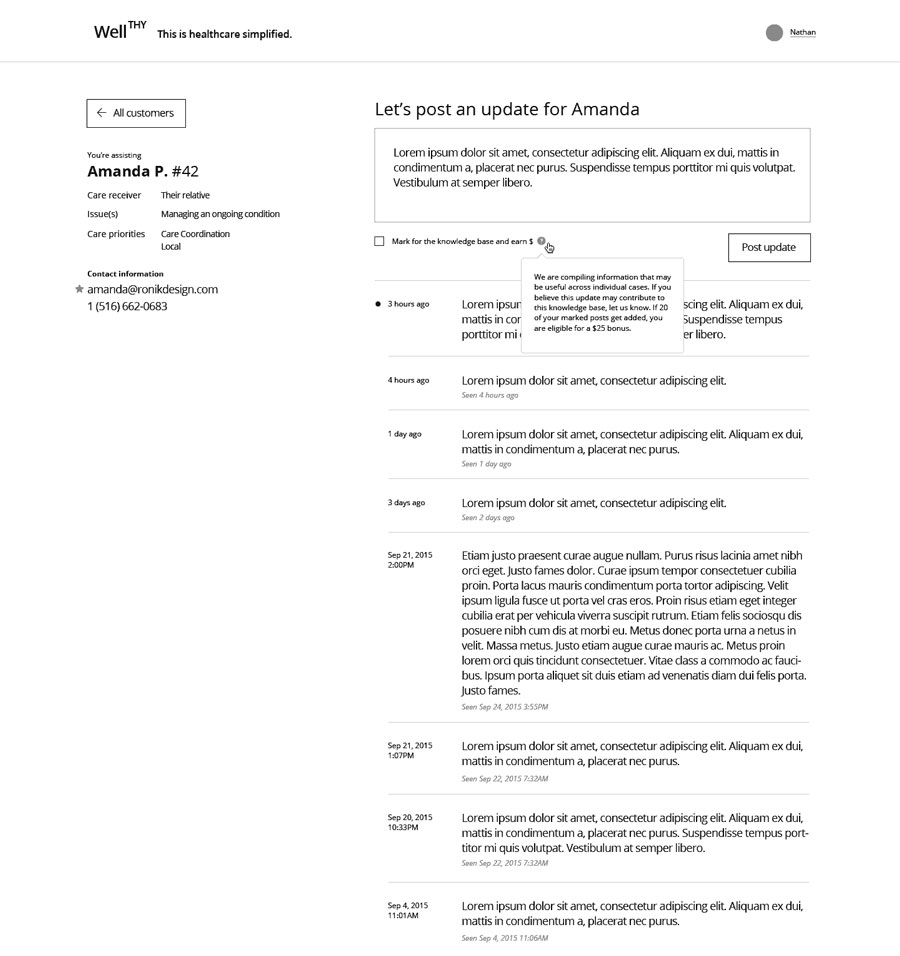 WellTHY This is healthcare simplified.
Nathan
← All customers
You're assisting
Amanda P. #42
Care receiver Their relative
Issue(s) Managing an ongoing condition
Care priorities Care Coordination
Local
Contact information
amanda@ronikdesign.com
1 (516) 662-0683
Let's post an update for Amanda
Lorem ipsum dolor sit amet, consectetur adipiscing elit. Aliquam ex dui, mattis in
condimentum a, placerat nec purus. Suspendisse tempus porttitor mi quis volutpat.
Vestibulum at semper libero.
Mark for the knowledge base and earn $ ?
Post update
We are compiling information that may
be useful across individual cases. If you
believe this update may contribute to
this knowledge base, let us know. If 20
of your marked posts get added, you
are eligible for a $25 bonus.
3 hours ago Lorem ipsum scing elit. Aliquam ex dui,
mattis in con Suspendisse tempus
porttitor mi er libero.
4 hours ago Lorem ipsum dolor sit amet, consectetur adipiscing elit.
Seen 4 hours ago
1 day ago Lorem ipsum dolor sit amet, consectetur adipiscing elit. Aliquam ex dui,
mattis in condimentum a, placerat nec purus.
Seen 1 day ago
3 days ago Lorem ipsum dolor sit amet, consectetur adipiscing elit.
Seen 2 days ago
Sep 21, 2015 Etiam justo praesent curae augue nullam. Purus risus lacinia amet nibh
2:00PM orci eget. Justo fames dolor. Curae ipsum tempor consectetuer cubilia
proin. Porta lacus mauris condimentum porta tortor adipiscing. Velit
ipsum ligula fusce ut porta vel cras eros. Proin risus etiam eget integer
cubilia erat per vehicula viverra suscipit rutrum. Etiam felis sociosqu dis
posuere nibh cum dis at morbi eu. Metus donec porta urna a netus in
velit. Massa metus. Justo etiam augue curae mauris ac. Metus proin
lorem orci quis tincidunt consectetuer. Vitae class a commodo ac fauci-
bus. Ipsum porta aliquet sit duis etiam ad venenatis diam dui felis porta.
Justo fames.
Seen Sep 24, 2015 3:55PM
Sep 21, 2015 Lorem ipsum dolor sit amet, consectetur adipiscing elit. Aliquam ex dui,
1:07PM mattis in condimentum a, placerat nec purus.
Seen Sep 22, 2015 7:32AM
Sep 20, 2015 Lorem ipsum dolor sit amet, consectetur adipiscing elit. Aliquam ex dui,
10:33PM mattis in condimentum a, placerat nec purus. Suspendisse tempus port-
titor mi quis volutpat. Vestibulum at semper libero.
Seen Sep 22, 2015 7:32AM
Sep 4, 2015 Lorem ipsum dolor sit amet, consectetur adipiscing elit. Aliquam ex dui,
11:01AM mattis in condimentum a, placerat nec purus.
Seen Sep 4, 2015 11:06AM